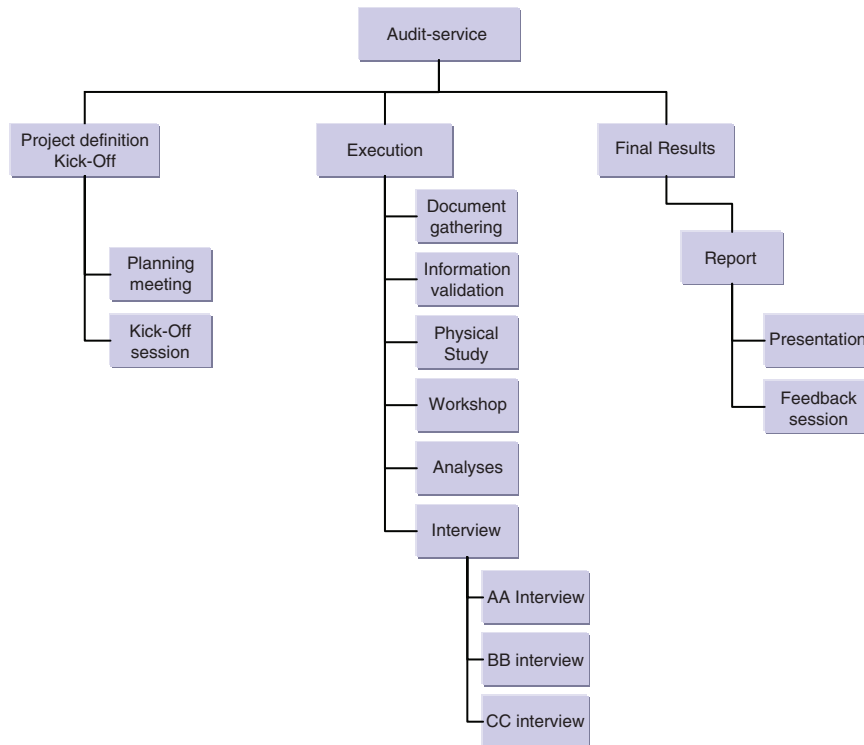 Audit-service
Project definition
Kick-Off
Execution
Final Results
Planning
meeting
Kick-Off
session
Document
gathering
Information
validation
Physical
Study
Workshop
Analyses
Interview
AA Interview
BB interview
CC interview
Report
Presentation
Feedback
session